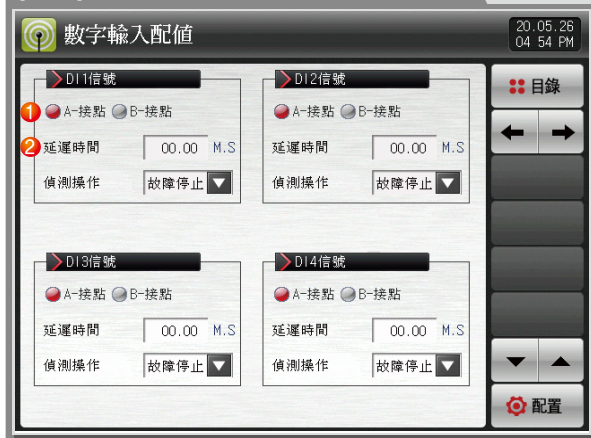 數字輸入配值
20.05.26
04 54 PM
DI1信號
1 A-接點 B-接點
2 延遲時間 00.00 M.S
偵測操作 故障停止
DI2信號
A-接點 B-接點
延遲時間 00.00 M.S
偵測操作 故障停止
DI3信號
A-接點 B-接點
延遲時間 00.00 M.S
偵測操作 故障停止
DI4信號
A-接點 B-接點
延遲時間 00.00 M.S
偵測操作 故障停止
目錄
配置